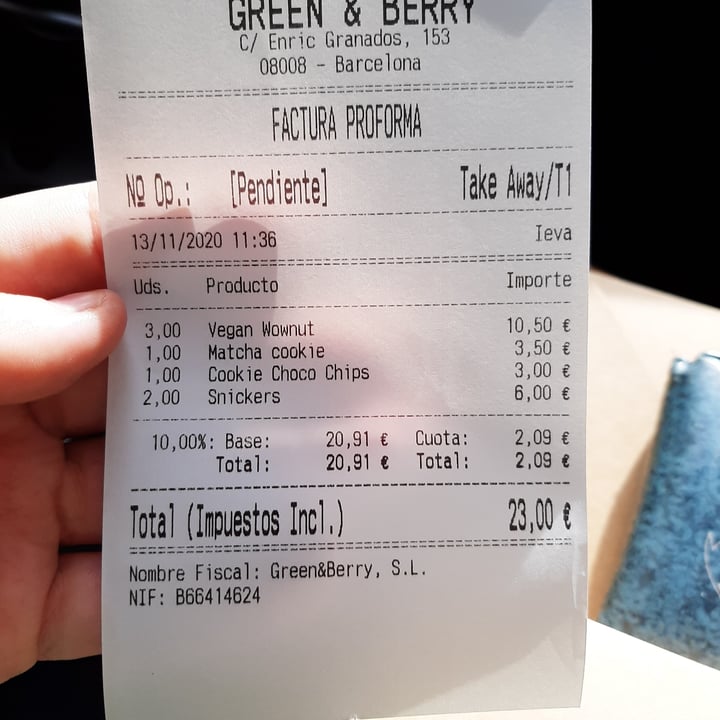 GREEN & BERRY
C/ Enric Granados, 153
08008 - Barcelona
FACTURA PROFORMA
Nº Op.: [Pendiente] Take Away/T1
13/11/2020 11:36 Ieva
Uds. Producto Importe
3,00 Vegan Wownut 10,50 €
1,00 Matcha cookie 3,50 €
1,00 Cookie Choco Chips 3,00 €
2,00 Snickers 6,00 €
10,00%: Base: 20,91 € Cuota: 2,09 €
Total: 20,91 € Total: 2,09 €
Total (Impuestos Incl.) 23,00 €
Nombre Fiscal: Green&Berry, S.L.
NIF: B66414624